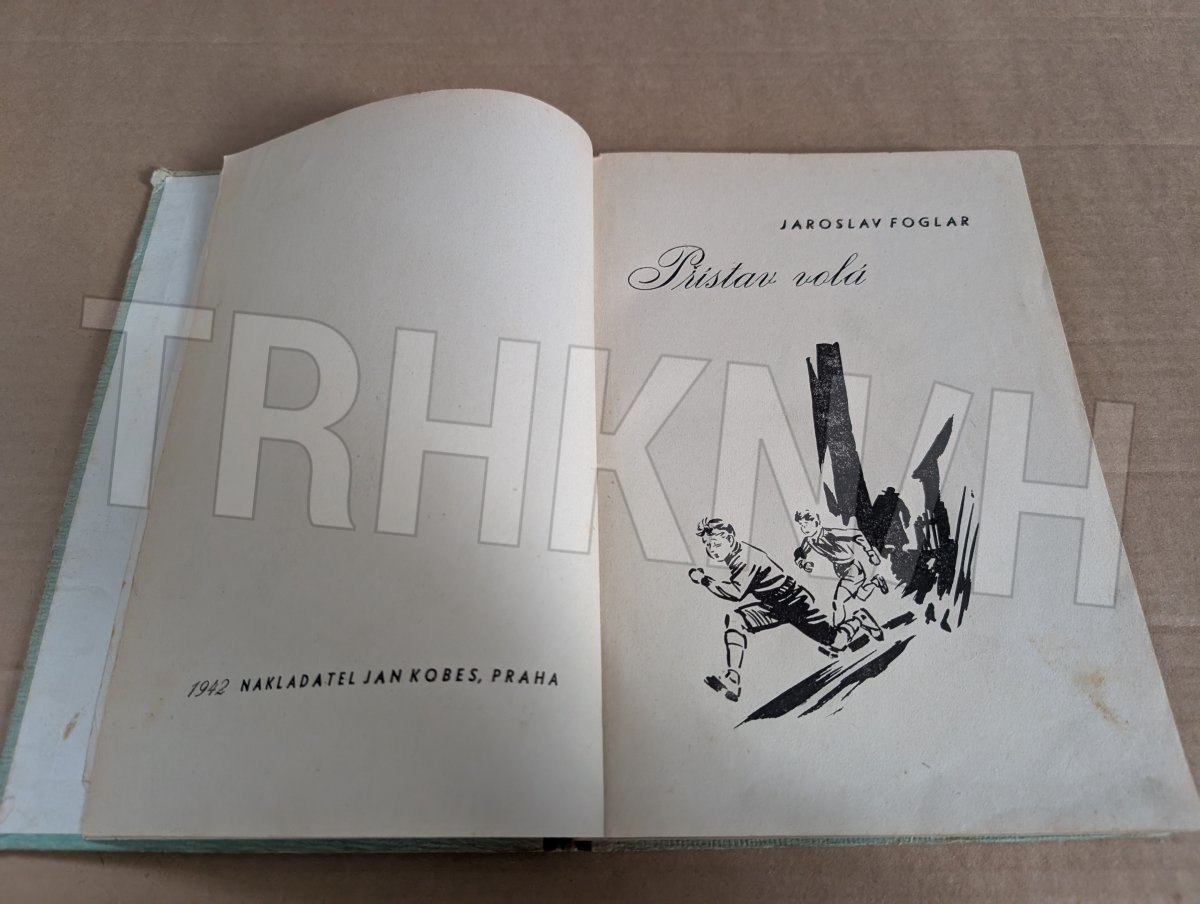 1942 NAKLADATEL JAN KOBES, PRAHA
JAROSLAV FOGLAR
Přístav volá
TRHKNIH